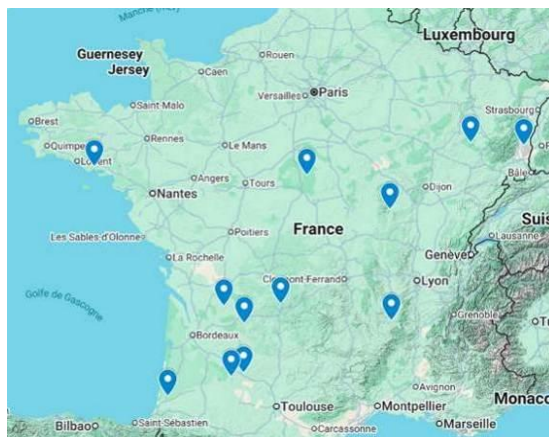 Manche (M
Luxembourg
Guernesey
Jersey
Rouen
Caen
Versailles
Paris
Strasbourg
Saint-Malo
Brest
Quimper
Lorient
Rennes
Le Mans
Angers
Tours
Nantes
Dijon
Bâle
Les Sables d'Olonne
Poitiers
France
Suis
Lausanne
Genève
La Rochelle
Clermont-Ferrand
Lyon
Golfe de Gascogne
Grenoble
Bordeaux
Avignon
Monaco
Bilbao
Saint-Sébastien
Toulouse
Montpellier
Carcassonne
Marseille